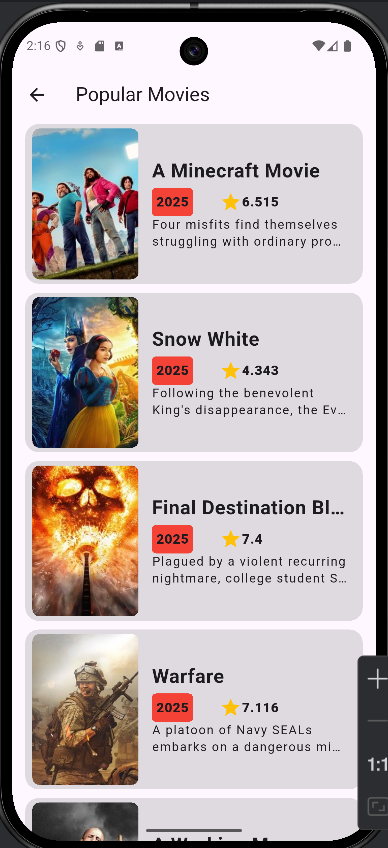 2:16
Popular Movies
A Minecraft Movie
2025 6.515
Four misfits find themselves
struggling with ordinary pro...
Snow White
2025 4.343
Following the benevolent
King's disappearance, the Ev...
Final Destination Bl...
2025 7.4
Plagued by a violent recurring
nightmare, college student S...
Warfare
2025 7.116
A platoon of Navy SEALs
embarks on a dangerous mi...
1:1